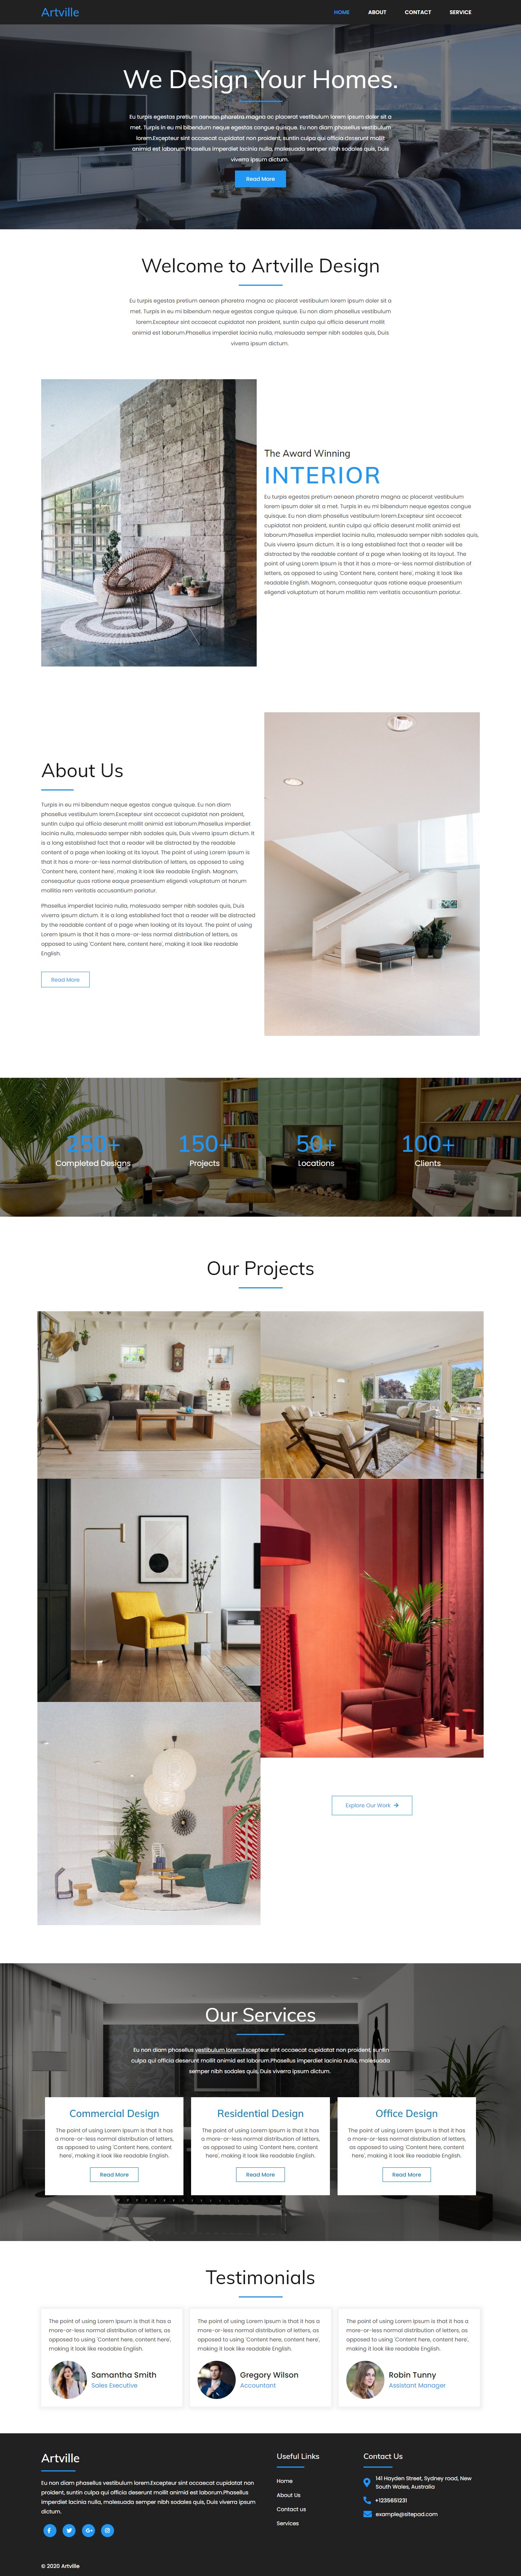 Artville
HOME ABOUT CONTACT SERVICE
We Design Your Homes.
Eu turpis egestas pretium aenean pharetra magna ac placerat vestibulum lorem ipsum doler sit a
met. Turpis in eu mi bibendum neque egestas congue quisque. Eu non diam phasellus vestibulum
lorem.Excepteur sint occaecat cupidatat non proident, suntin culpa qui officia deserunt mollit
animid est laborum.Phasellus imperdiet lacinia nulla, malesuada semper nibh sodales quis, Duis
viverra ipsum dictum.
Read More
Welcome to Artville Design
Eu turpis egestas pretium aenean pharetra magna ac placerat vestibulum lorem ipsum doler sit a
met. Turpis in eu mi bibendum neque egestas congue quisque. Eu non diam phasellus vestibulum
lorem.Excepteur sint occaecat cupidatat non proident, suntin culpa qui officia deserunt mollit
animid est laborum.Phasellus imperdiet lacinia nulla, malesuada semper nibh sodales quis, Duis
viverra ipsum dictum.
The Award Winning
INTERIOR
Eu turpis egestas pretium aenean pharetra magna ac placerat vestibulum
lorem ipsum doler sit a met. Turpis in eu mi bibendum neque egestas congue
quisque. Eu non diam phasellus vestibulum lorem.Excepteur sint occaecat
cupidatat non proident, suntin culpa qui officia deserunt mollit animid est
laborum.Phasellus imperdiet lacinia nulla, malesuada semper nibh sodales quis,
Duis viverra ipsum dictum. It is a long established fact that a reader will be
distracted by the readable content of a page when looking at its layout. The
point of using Lorem Ipsum is that it has a more-or-less normal distribution of
letters, as opposed to using 'Content here, content here', making it look like
readable English. Magnam, consequatur quas ratione eaque praesentium
eligendi voluptatum at harum mollitia rem veritatis accusantium pariatur.
About Us
Turpis in eu mi bibendum neque egestas congue quisque. Eu non diam
phasellus vestibulum lorem.Excepteur sint occaecat cupidatat non proident,
suntin culpa qui officia deserunt mollit animid est laborum.Phasellus imperdiet
lacinia nulla, malesuada semper nibh sodales quis, Duis viverra ipsum dictum. It
is a long established fact that a reader will be distracted by the readable
content of a page when looking at its layout. The point of using Lorem Ipsum is
that it has a more-or-less normal distribution of letters, as opposed to using
'Content here, content here', making it look like readable English. Magnam,
consequatur quas ratione eaque praesentium eligendi voluptatum at harum
mollitia rem veritatis accusantium pariatur.
Phasellus imperdiet lacinia nulla, malesuada semper nibh sodales quis, Duis
viverra ipsum dictum. It is a long established fact that a reader will be distracted
by the readable content of a page when looking at its layout. The point of using
Lorem Ipsum is that it has a more-or-less normal distribution of letters, as
opposed to using 'Content here, content here', making it look like readable
English.
Read More
250+ 150+ 50+ 100+
Completed Designs Projects Locations Clients
Our Projects
Explore Our Work
Our Services
Eu non diam phasellus vestibulum lorem.Excepteur sint occaecat cupidatat non proident, suntin
culpa qui officia deserunt mollit animid est laborum.Phasellus imperdiet lacinia nulla, malesuada
semper nibh sodales quis, Duis viverra ipsum dictum.
Commercial Design
The point of using Lorem Ipsum is that it has
a more-or-less normal distribution of letters,
as opposed to using 'Content here, content
here', making it look like readable English.
Read More
Residential Design
The point of using Lorem Ipsum is that it has
a more-or-less normal distribution of letters,
as opposed to using 'Content here, content
here', making it look like readable English.
Read More
Office Design
The point of using Lorem Ipsum is that it has
a more-or-less normal distribution of letters,
as opposed to using 'Content here, content
here', making it look like readable English.
Read More
Testimonials
The point of using Lorem Ipsum is that it has a
more-or-less normal distribution of letters, as
opposed to using 'Content here, content here',
making it look like readable English.
Samantha Smith
Sales Executive
The point of using Lorem Ipsum is that it has a
more-or-less normal distribution of letters, as
opposed to using 'Content here, content here',
making it look like readable English.
Gregory Wilson
Accountant
The point of using Lorem Ipsum is that it has a
more-or-less normal distribution of letters, as
opposed to using 'Content here, content here',
making it look like readable English.
Robin Tunny
Assistant Manager
Artville
Eu non diam phasellus vestibulum lorem.Excepteur sint occaecat cupidatat non
proident, suntin culpa qui officia deserunt mollit animid est laborum.Phasellus
imperdiet lacinia nulla, malesuada semper nibh sodales quis, Duis viverra ipsum
dictum.
Useful Links
Home
About Us
Contact us
Services
Contact Us
141 Hayden Street, Sydney road, New
South Wales, Australia
+1235651231
example@sitepad.com
© 2020 Artville